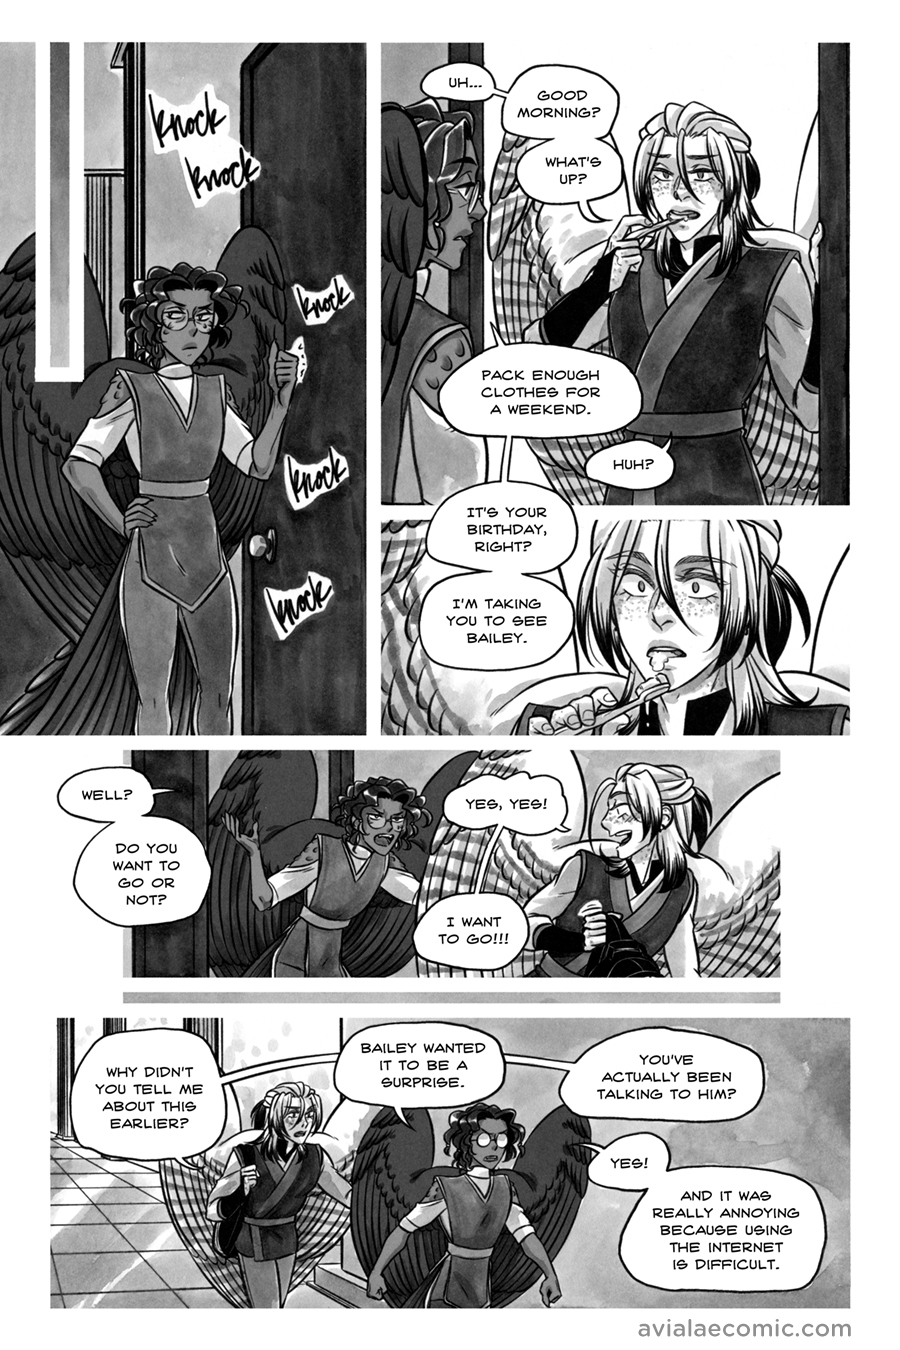 knock
knock
knock
knock
knock
UH...
GOOD
MORNING?
WHAT'S
UP?
PACK ENOUGH
CLOTHES FOR
A WEEKEND.
HUH?
IT'S YOUR
BIRTHDAY,
RIGHT?
I'M TAKING
YOU TO SEE
BAILEY.
WELL?
DO YOU
WANT TO
GO OR
NOT?
YES, YES!
I WANT
TO GO!!!
WHY DIDN'T
YOU TELL ME
ABOUT THIS
EARLIER?
BAILEY WANTED
IT TO BE A
SURPRISE.
YOU'VE
ACTUALLY BEEN
TALKING TO HIM?
YES!
AND IT WAS
REALLY ANNOYING
BECAUSE USING
THE INTERNET
IS DIFFICULT.
avialaecomic.com